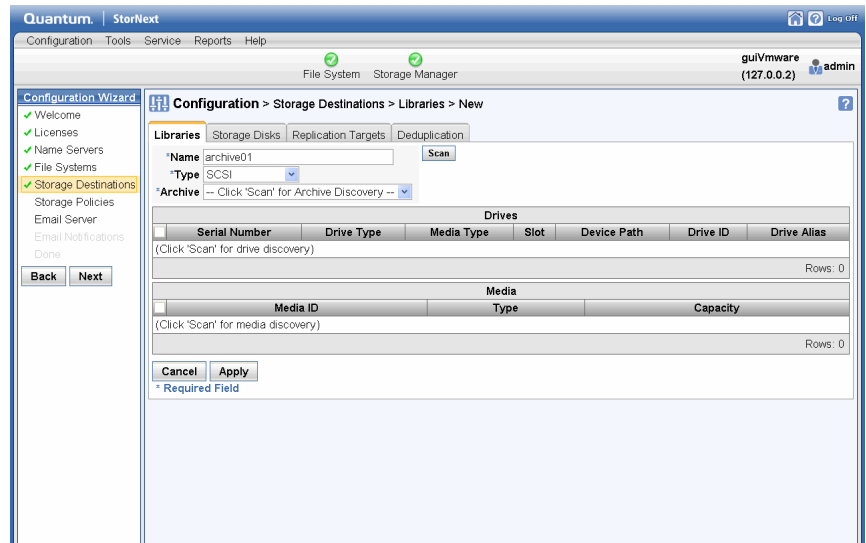 Quantum. StorNext Log Off
Configuration Tools Service Reports Help
File System Storage Manager
guiVmware
(127.0.0.2)
admin
Configuration Wizard
Welcome
Licenses
Name Servers
File Systems
Storage Destinations
Storage Policies
Email Server
Email Notifications
Done
Back Next
Configuration > Storage Destinations > Libraries > New
?
Libraries Storage Disks Replication Targets Deduplication
*Name archive01 Scan
*Type SCSI
*Archive -- Click 'Scan' for Archive Discovery --
Drives
Serial Number Drive Type Media Type Slot Device Path Drive ID Drive Alias
(Click 'Scan' for drive discovery)
Rows: 0
Media
Media ID Type Capacity
(Click 'Scan' for media discovery)
Rows: 0
Cancel Apply
* Required Field